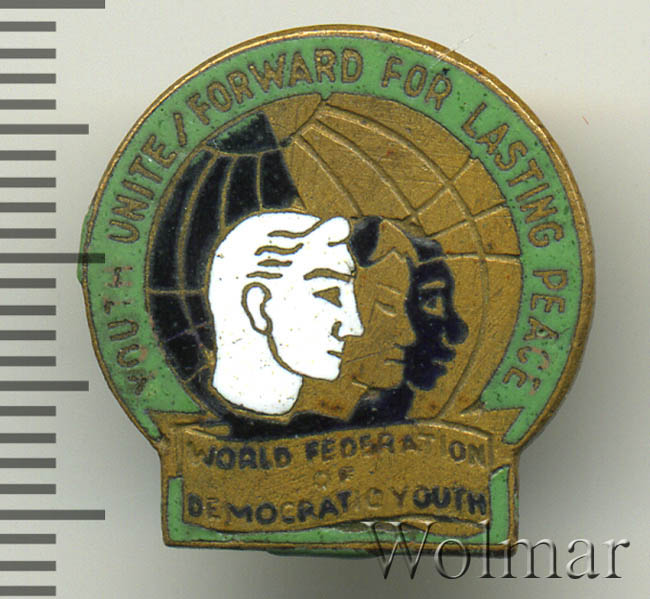 YOUTH UNITE/FORWARD FOR LASTING PEACE
WORLD FEDERATION
OF
DEMOCRATIC YOUTH
Wolmar